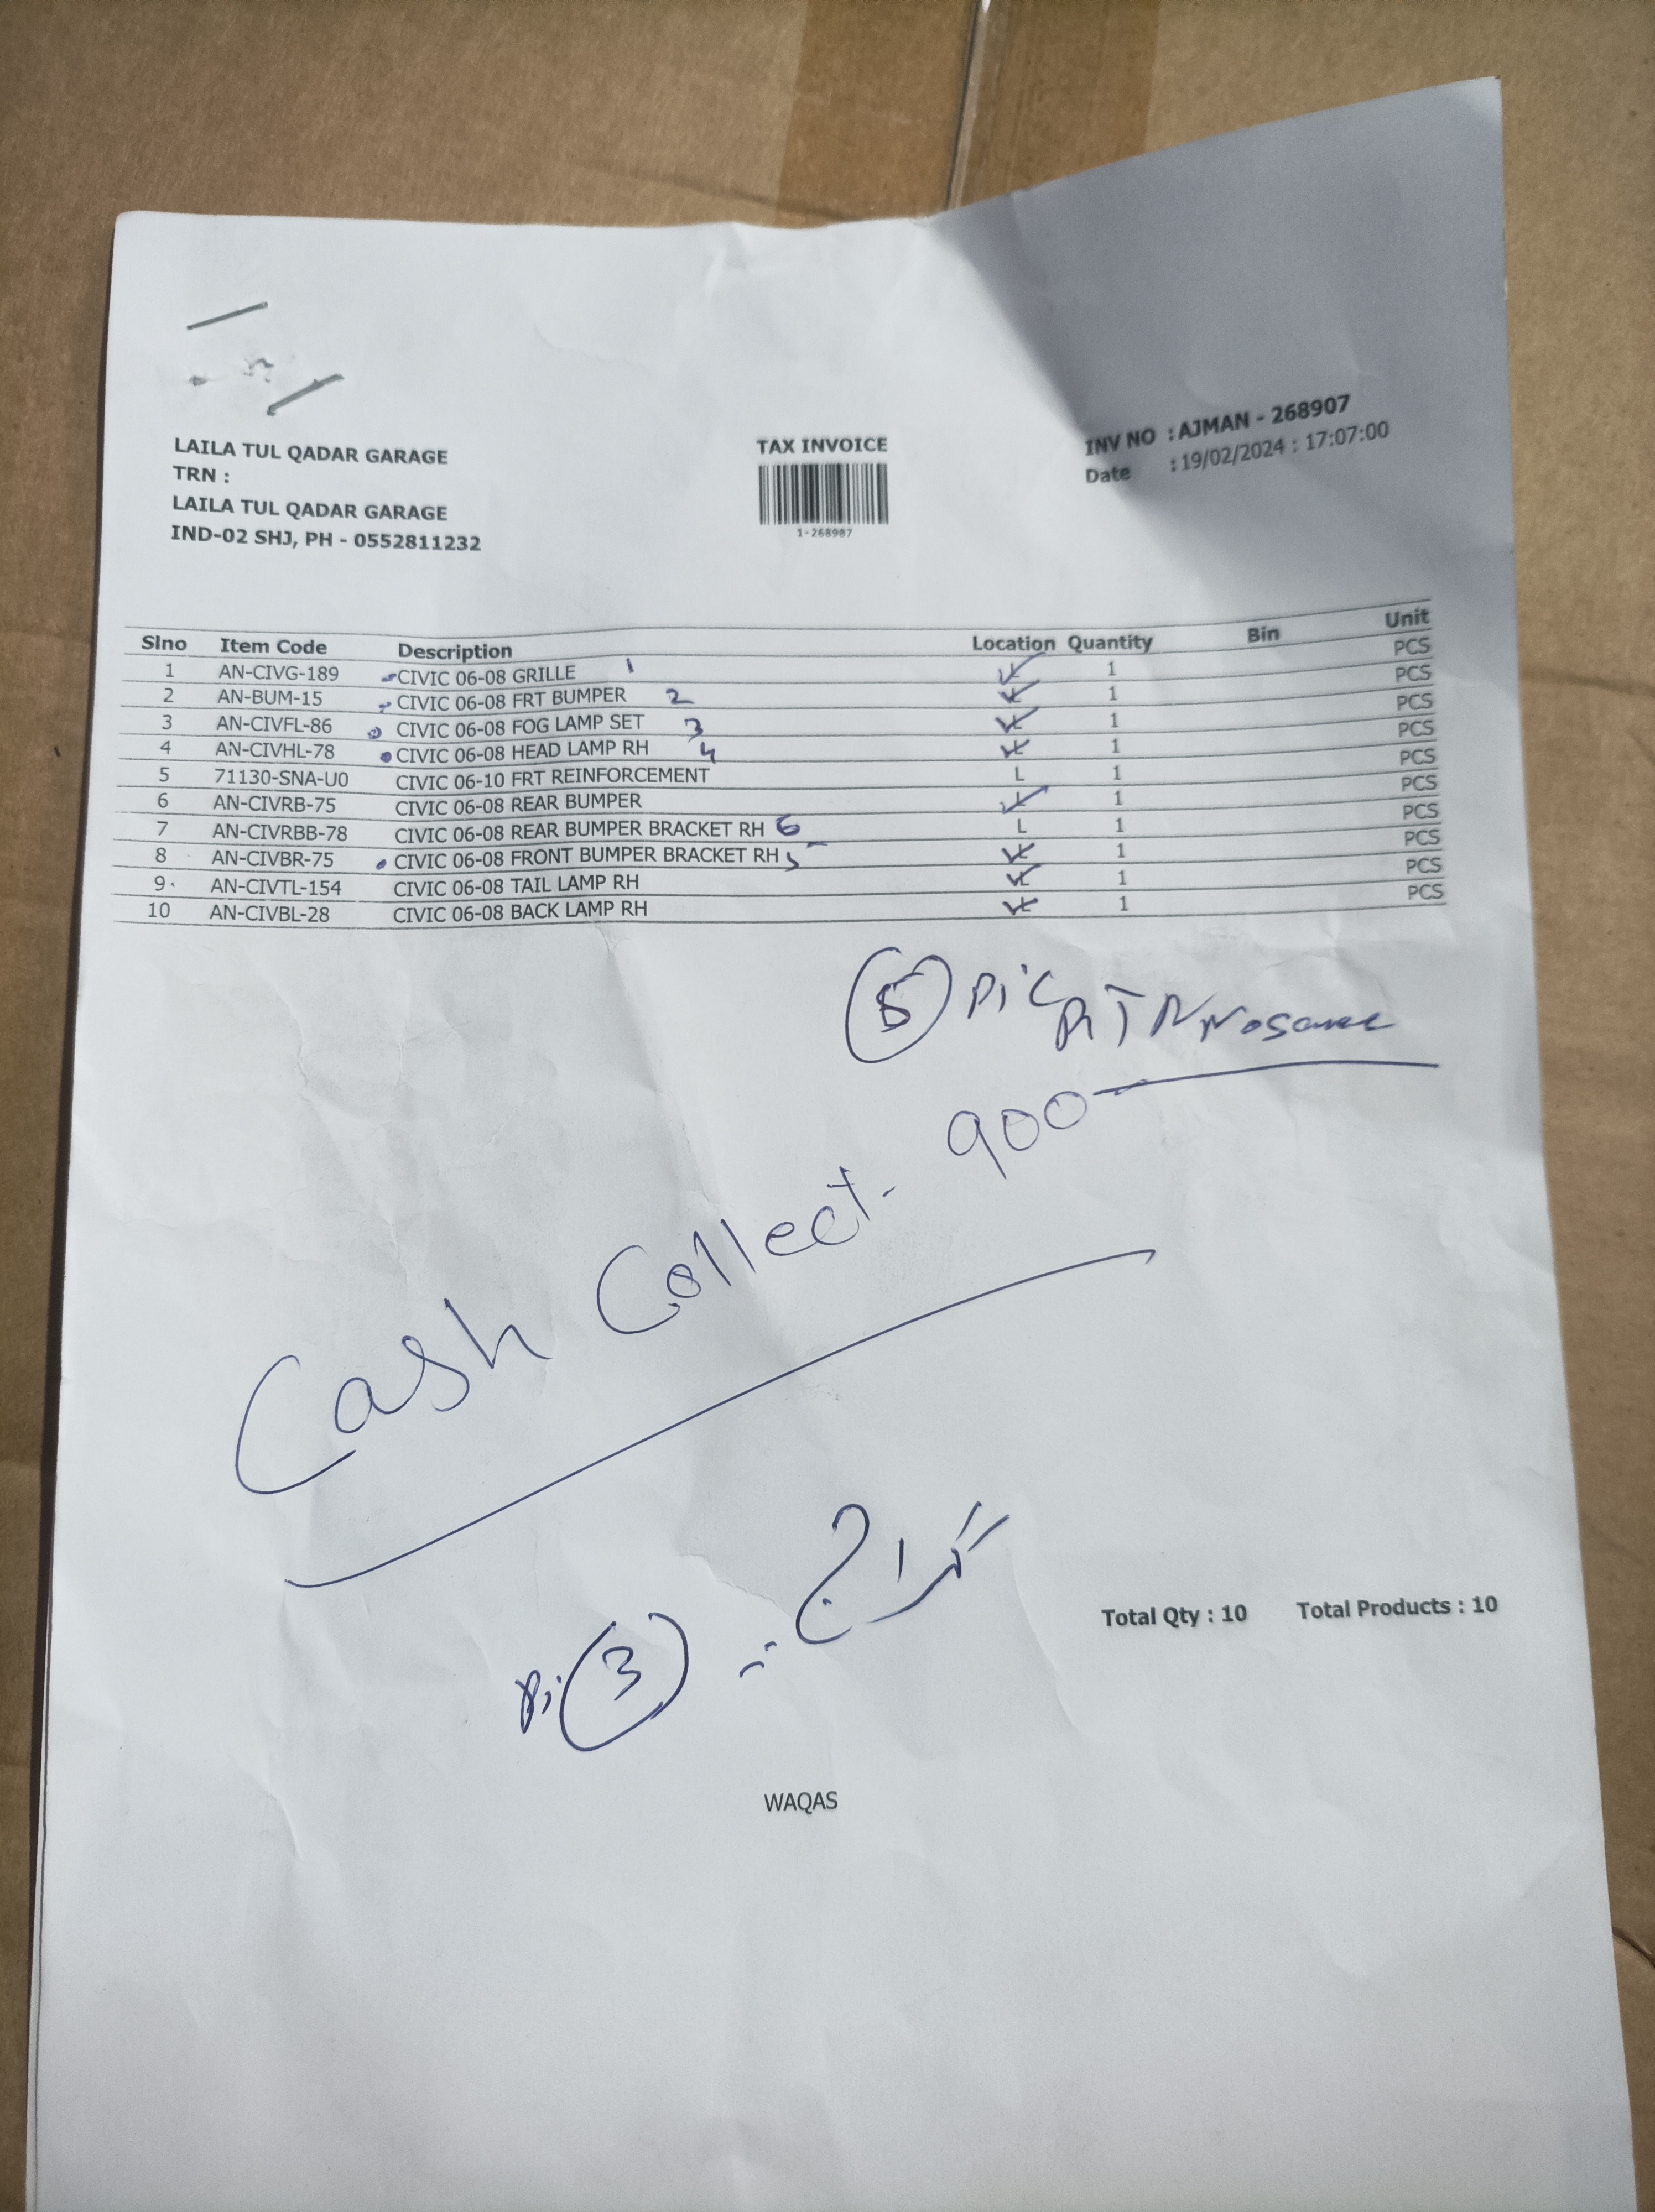 LAILA TUL QADAR GARAGE
TRN :
LAILA TUL QADAR GARAGE
IND-02 SHJ, PH - 0552811232
TAX INVOICE
1-268907
INV NO : AJMAN - 268907
Date : 19/02/2024 : 17:07:00
Slno Item Code Description Location Quantity Bin Unit
1 AN-CIVG-189 CIVIC 06-08 GRILLE 1 L 1 PCS
2 AN-BUM-15 CIVIC 06-08 FRT BUMPER 2 L 1 PCS
3 AN-CIVFL-86 CIVIC 06-08 FOG LAMP SET 3 L 1 PCS
4 AN-CIVHL-78 CIVIC 06-08 HEAD LAMP RH 4 L 1 PCS
5 71130-SNA-U0 CIVIC 06-10 FRT REINFORCEMENT L 1 PCS
6 AN-CIVRB-75 CIVIC 06-08 REAR BUMPER L 1 PCS
7 AN-CIVRBB-78 CIVIC 06-08 REAR BUMPER BRACKET RH 6 L 1 PCS
8 AN-CIVBR-75 CIVIC 06-08 FRONT BUMPER BRACKET RH 5 L 1 PCS
9 AN-CIVTL-154 CIVIC 06-08 TAIL LAMP RH L 1 PCS
10 AN-CIVBL-28 CIVIC 06-08 BACK LAMP RH L 1 PCS
5 Pic RTN
Cash Collect - 900
كراج
3
Total Qty : 10 Total Products : 10
WAQAS